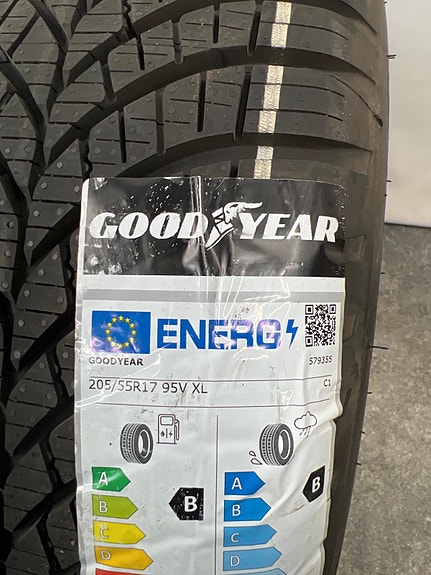 GOODYEAR
ENERG
GOODYEAR 579355
205/55R17 95V XL C1
A A
B B B B
C C
D D